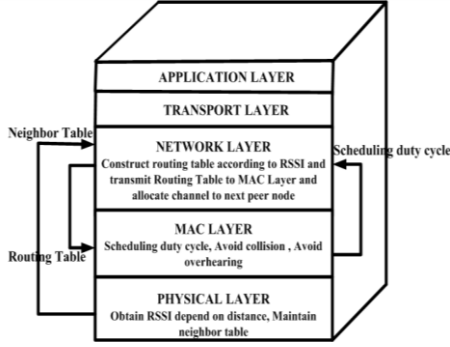 APPLICATION LAYER
TRANSPORT LAYER
Neighbor Table
NETWORK LAYER
Construct routing table according to RSSI and
transmit Routing Table to MAC Layer and
allocate channel to next peer node
Scheduling duty cycle
MAC LAYER
Scheduling duty cycle, Avoid collision , Avoid
overhearing
Routing Table
PHYSICAL LAYER
Obtain RSSI depend on distance, Maintain
neighbor table